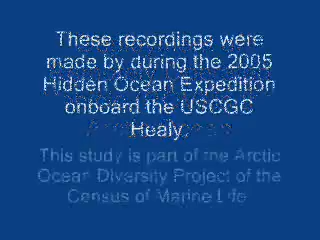 These recordings were
made by during the 2005
Hidden Ocean Expedition
onboard the USCGC
Healy.
This study is part of the Arctic
Ocean Diversity Project of the
Census of Marine Life